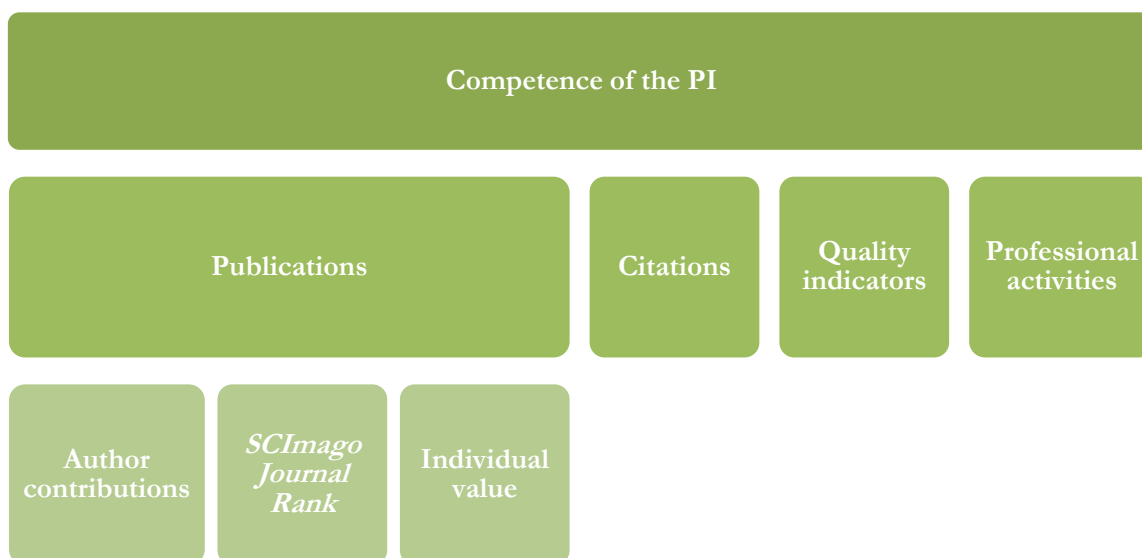 Competence of the PI
Publications
Citations
Quality
indicators
Professional
activities
Author
contributions
SCImago
Journal
Rank
Individual
value